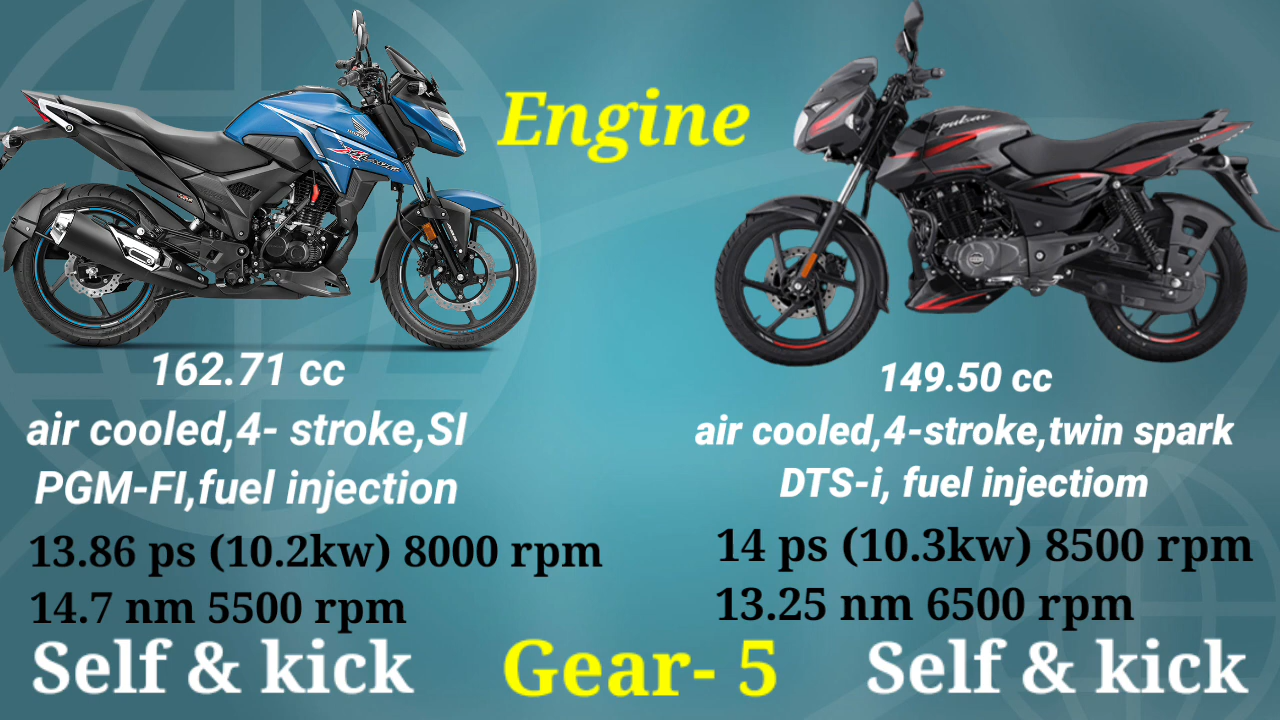 Engine
pulsar
162.71 cc
air cooled,4- stroke,SI
PGM-FI,fuel injection
13.86 ps (10.2kw) 8000 rpm
14.7 nm 5500 rpm
Self & kick
149.50 cc
air cooled,4-stroke,twin spark
DTS-i, fuel injectiom
14 ps (10.3kw) 8500 rpm
13.25 nm 6500 rpm
Gear- 5
Self & kick